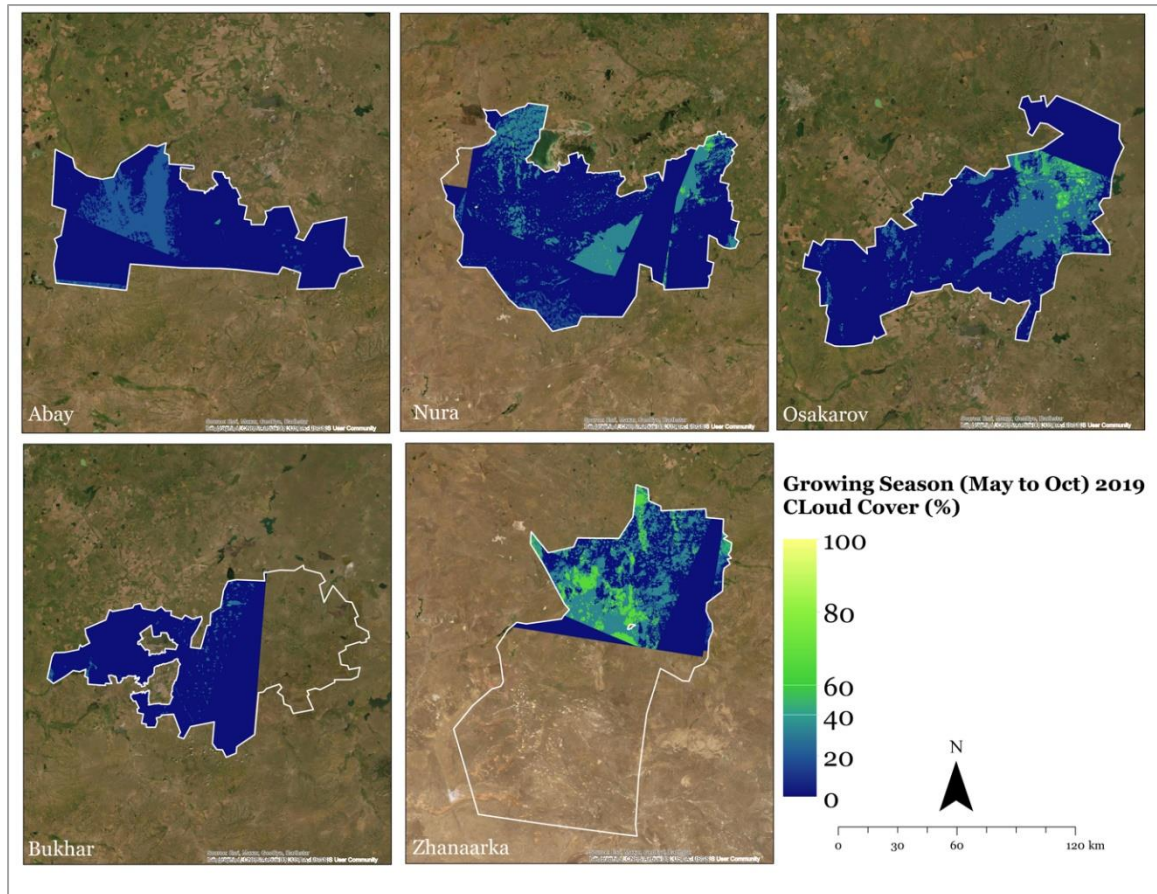 Abay
Nura
Osakarov
Bukhar
Zhanaarka
Growing Season (May to Oct) 2019
CLoud Cover (%)
100
80
60
40
20
0
N
0 30 60 120 km